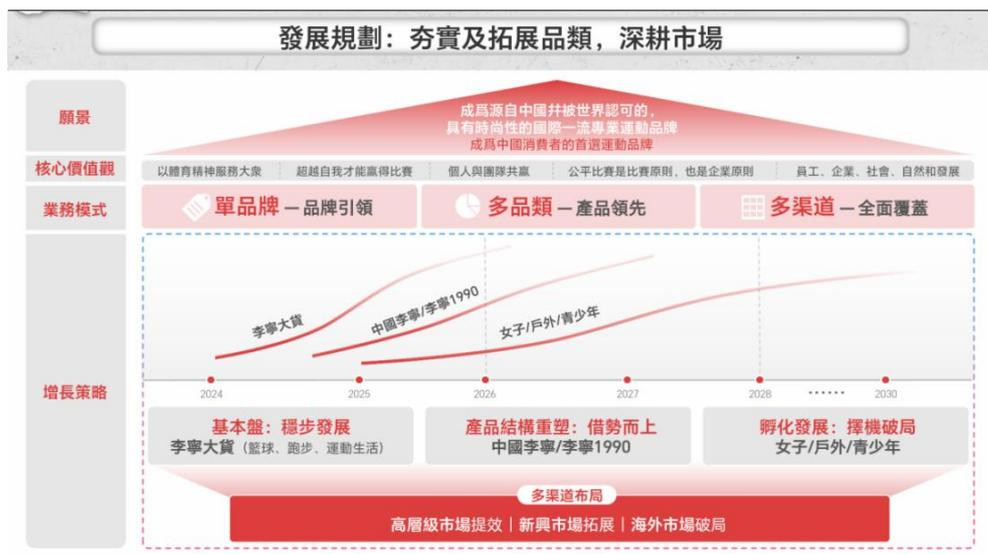 發展規劃：夯實及拓展品類，深耕市場
願景
成爲源自中國幷被世界認可的，
具有時尚性的國際一流專業運動品牌
成爲中國消費者的首選運動品牌
核心價值觀
以體育精神服務大衆
超越自我才能贏得比賽
個人與團隊共贏
公平比賽是比賽原則，也是企業原則
員工、企業、社會、自然和發展
業務模式
單品牌 — 品牌引領
多品類 — 產品領先
多渠道 — 全面覆蓋
增長策略
李寧大貨
中國李寧/李寧1990
女子/戶外/青少年
2024
2025
2026
2027
2028
······
2030
基本盤：穩步發展
李寧大貨（籃球、跑步、運動生活）
產品結構重塑：借勢而上
中國李寧/李寧1990
孵化發展：擇機破局
女子/戶外/青少年
多渠道布局
高層級市場提效｜新興市場拓展｜海外市場破局